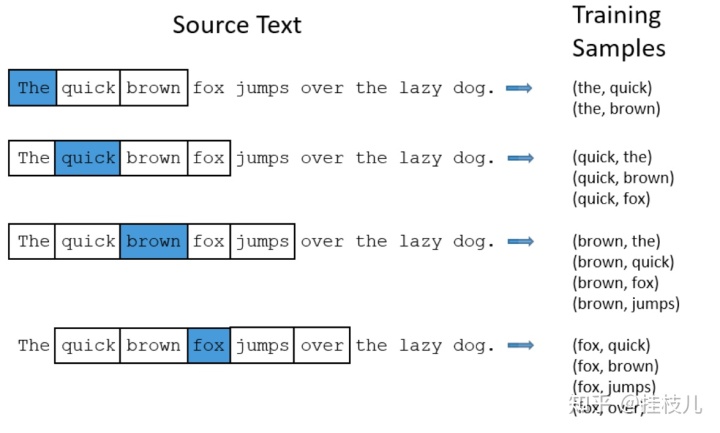 Source Text
Training
Samples
The quick brown fox jumps over the lazy dog.
(the, quick)
(the, brown)
The quick brown fox jumps over the lazy dog.
(quick, the)
(quick, brown)
(quick, fox)
The quick brown fox jumps over the lazy dog.
(brown, the)
(brown, quick)
(brown, fox)
(brown, jumps)
The quick brown fox jumps over the lazy dog.
(fox, quick)
(fox, brown)
(fox, jumps)
(fox, over)
知乎 @挂枝儿